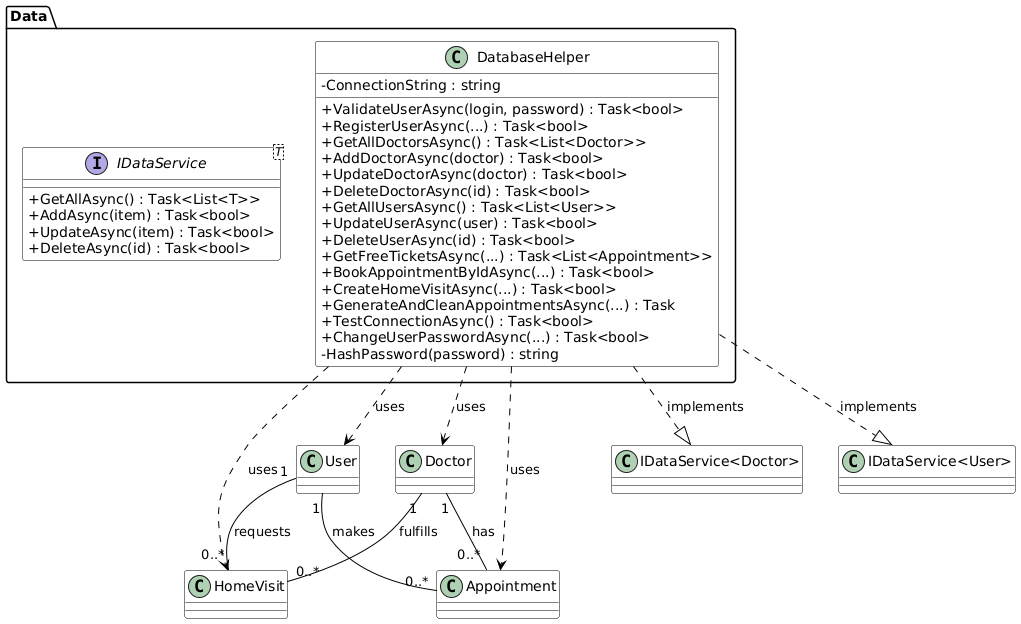 Data
DatabaseHelper
-ConnectionString : string
+ValidateUserAsync(login, password) : Task<bool>
+RegisterUserAsync(...) : Task<bool>
+GetAllDoctorsAsync() : Task<List<Doctor>>
+AddDoctorAsync(doctor) : Task<bool>
+UpdateDoctorAsync(doctor) : Task<bool>
+DeleteDoctorAsync(id) : Task<bool>
+GetAllUsersAsync() : Task<List<User>>
+UpdateUserAsync(user) : Task<bool>
+DeleteUserAsync(id) : Task<bool>
+GetFreeTicketsAsync(...) : Task<List<Appointment>>
+BookAppointmentByIdAsync(...) : Task<bool>
+CreateHomeVisitAsync(...) : Task<bool>
+GenerateAndCleanAppointmentsAsync(...) : Task
+TestConnectionAsync() : Task<bool>
+ChangeUserPasswordAsync(...) : Task<bool>
-HashPassword(password) : string
C
I
IDataService
T
+GetAllAsync() : Task<List<T>>
+AddAsync(item) : Task<bool>
+UpdateAsync(item) : Task<bool>
+DeleteAsync(id) : Task<bool>
uses
uses
implements
implements
C User
C Doctor
C IDataService<Doctor>
C IDataService<User>
uses
1
uses
1
1
1
requests
makes
fulfills
has
0..*
0..*
0..*
0..*
C HomeVisit
C Appointment